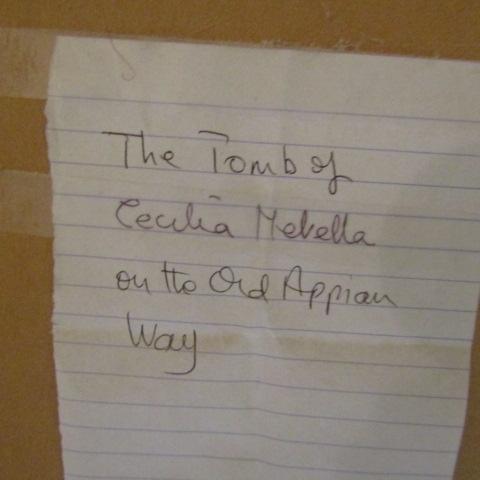 The Tomb of
Cecilia Metella
on the Old Appian
Way